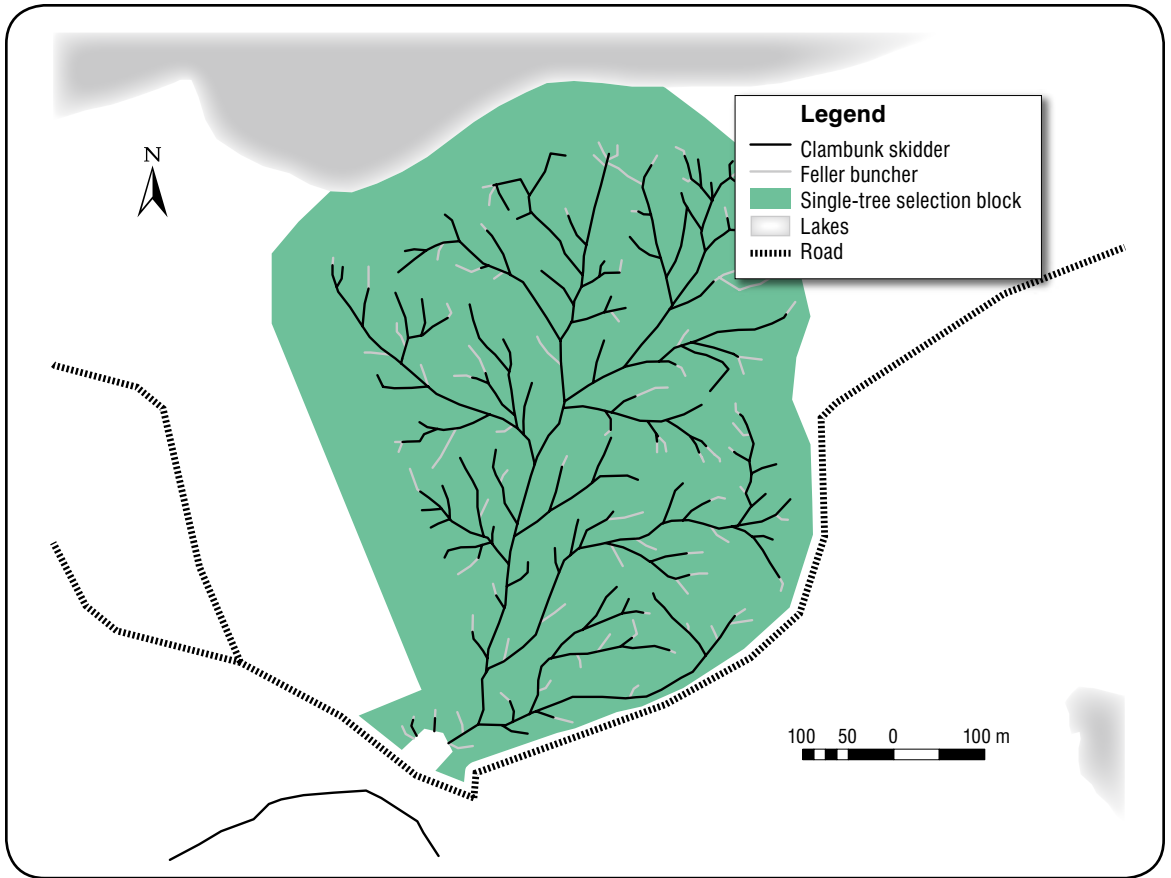 N
Legend
Clambunk skidder
Feller buncher
Single-tree selection block
Lakes
Road
100 50 0 100 m